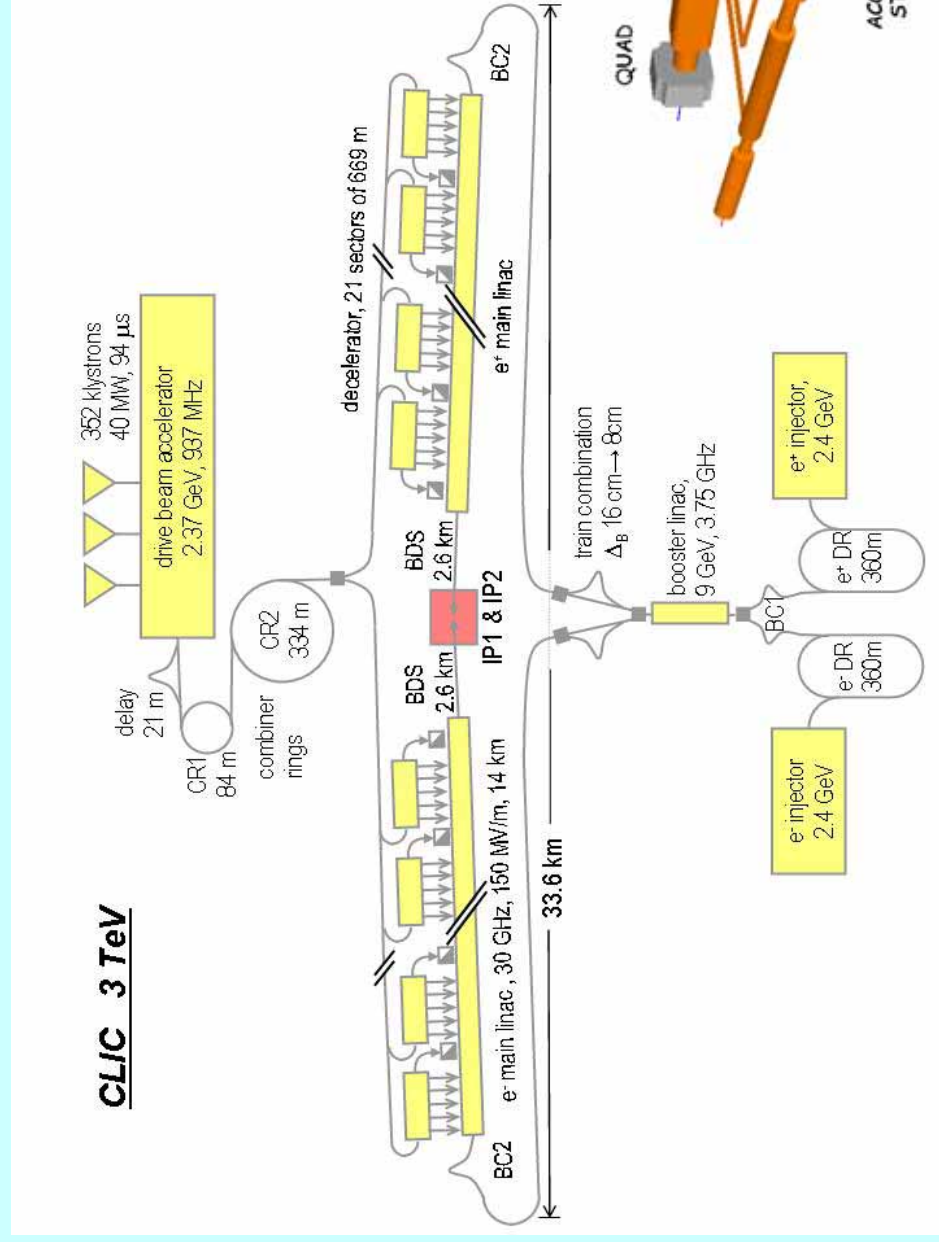 CLIC 3 TeV
352 klystrons
40 MW, 94 μs
drive beam accelerator
2.37 GeV, 937 MHz
delay
21 m
CR1
84 m
combiner
rings
CR2
334 m
decelerator, 21 sectors of 669 m
BDS
2.6 km
BDS
2.6 km
IP1 & IP2
BC2
BC2
e- main linac , 30 GHz, 150 MV/m, 14 km
e+ main linac
33.6 km
train combination
ΔB 16 cm→ 8cm
booster linac,
9 GeV, 3.75 GHz
BC1
e- injector
2.4 GeV
e- DR
360m
e+ DR
360m
e+ injector,
2.4 GeV
QUAD